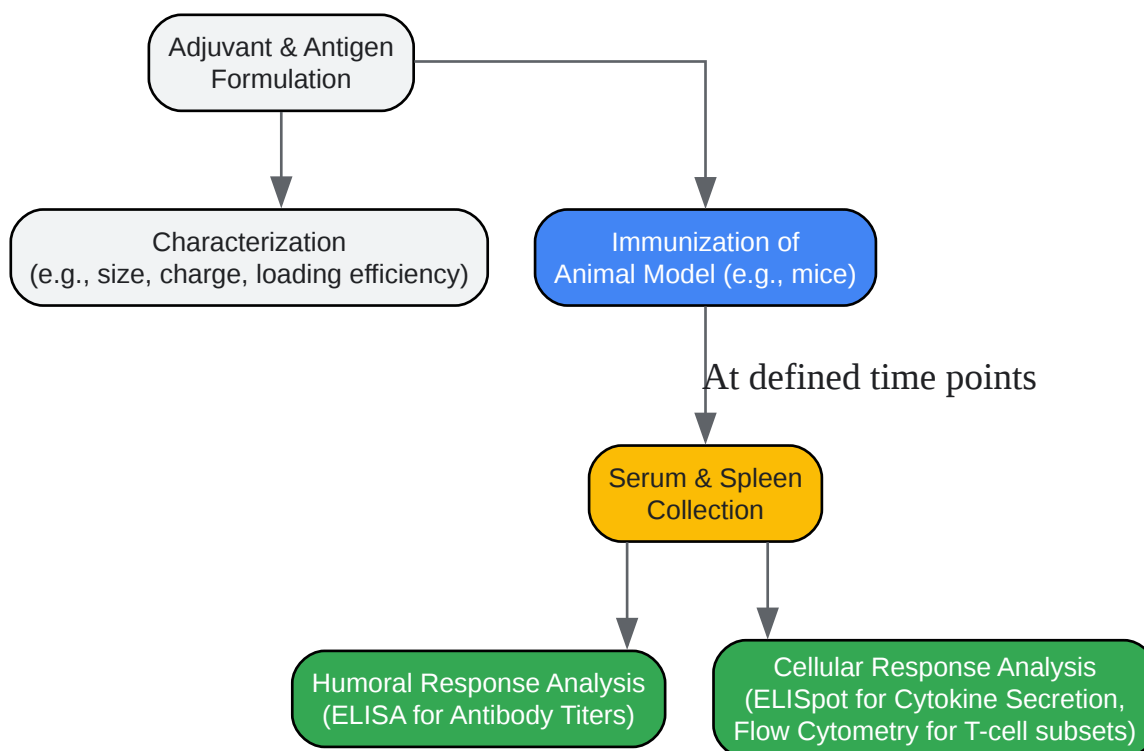 Adjuvant & Antigen
Formulation
Characterization
(e.g., size, charge, loading efficiency)
Immunization of
Animal Model (e.g., mice)
At defined time points
Serum & Spleen
Collection
Humoral Response Analysis
(ELISA for Antibody Titers)
Cellular Response Analysis
(ELISpot for Cytokine Secretion,
Flow Cytometry for T-cell subsets)